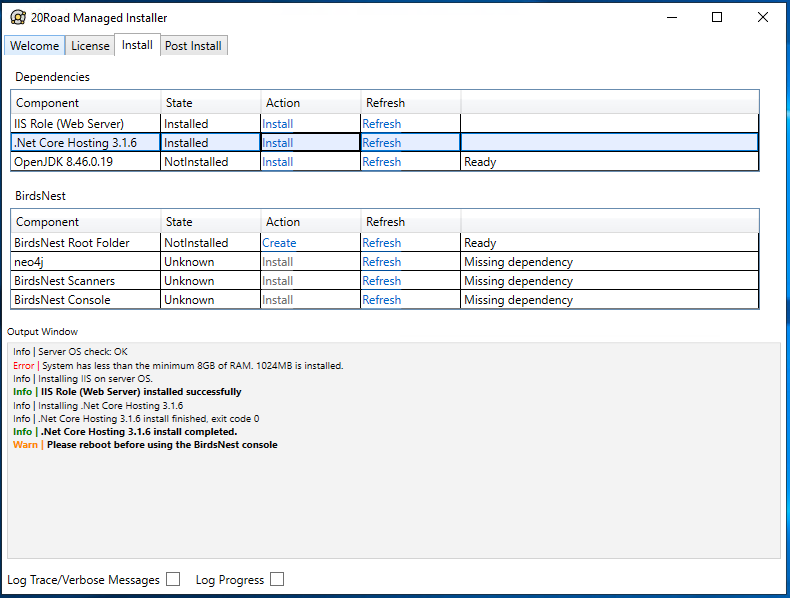 20Road Managed Installer
Welcome License Install Post Install
Dependencies
Component State Action Refresh
IIS Role (Web Server) Installed Install Refresh
.Net Core Hosting 3.1.6 Installed Install Refresh
OpenJDK 8.46.0.19 NotInstalled Install Refresh Ready
BirdsNest
Component State Action Refresh
BirdsNest Root Folder NotInstalled Create Refresh Ready
neo4j Unknown Install Refresh Missing dependency
BirdsNest Scanners Unknown Install Refresh Missing dependency
BirdsNest Console Unknown Install Refresh Missing dependency
Output Window
Info | Server OS check: OK
Error | System has less than the minimum 8GB of RAM. 1024MB is installed.
Info | Installing IIS on server OS.
Info | IIS Role (Web Server) installed successfully
Info | Installing .Net Core Hosting 3.1.6
Info | .Net Core Hosting 3.1.6 install finished, exit code 0
Info | .Net Core Hosting 3.1.6 install completed.
Warn | Please reboot before using the BirdsNest console
Log Trace/Verbose Messages Log Progress